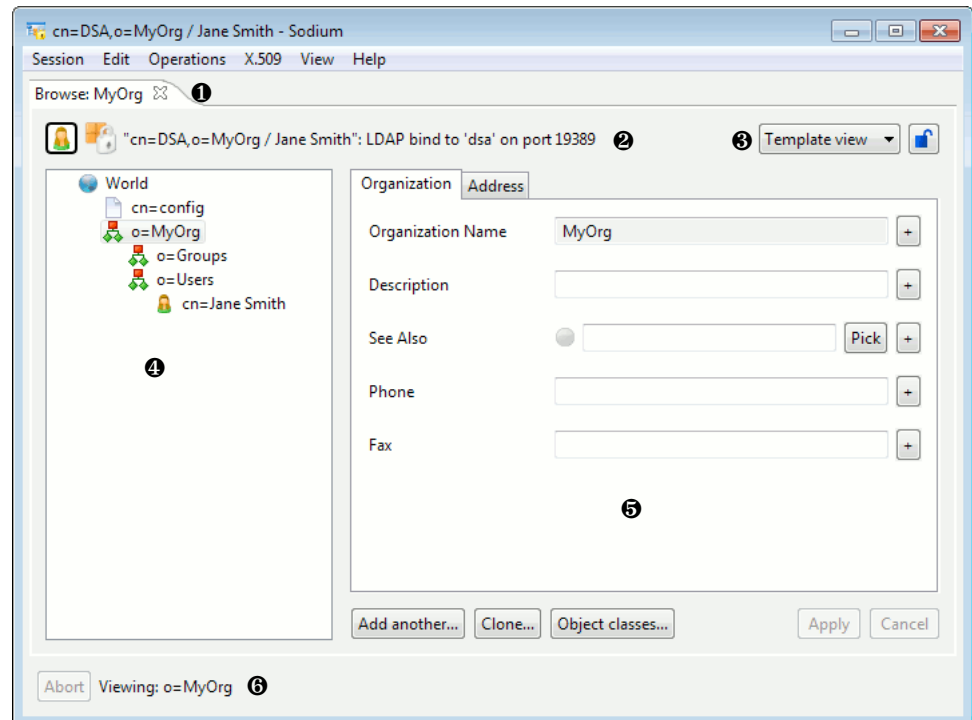 cn=DSA,o=MyOrg / Jane Smith - Sodium
Session Edit Operations X.509 View Help
Browse: MyOrg ❶
"cn=DSA,o=MyOrg / Jane Smith": LDAP bind to 'dsa' on port 19389 ❷ ❸ Template view
World
cn=config
o=MyOrg
o=Groups
o=Users
cn=Jane Smith
❹
Organization Address
Organization Name MyOrg +
Description +
See Also Pick +
Phone +
Fax +
❺
Add another... Clone... Object classes... Apply Cancel
Abort Viewing: o=MyOrg ❻